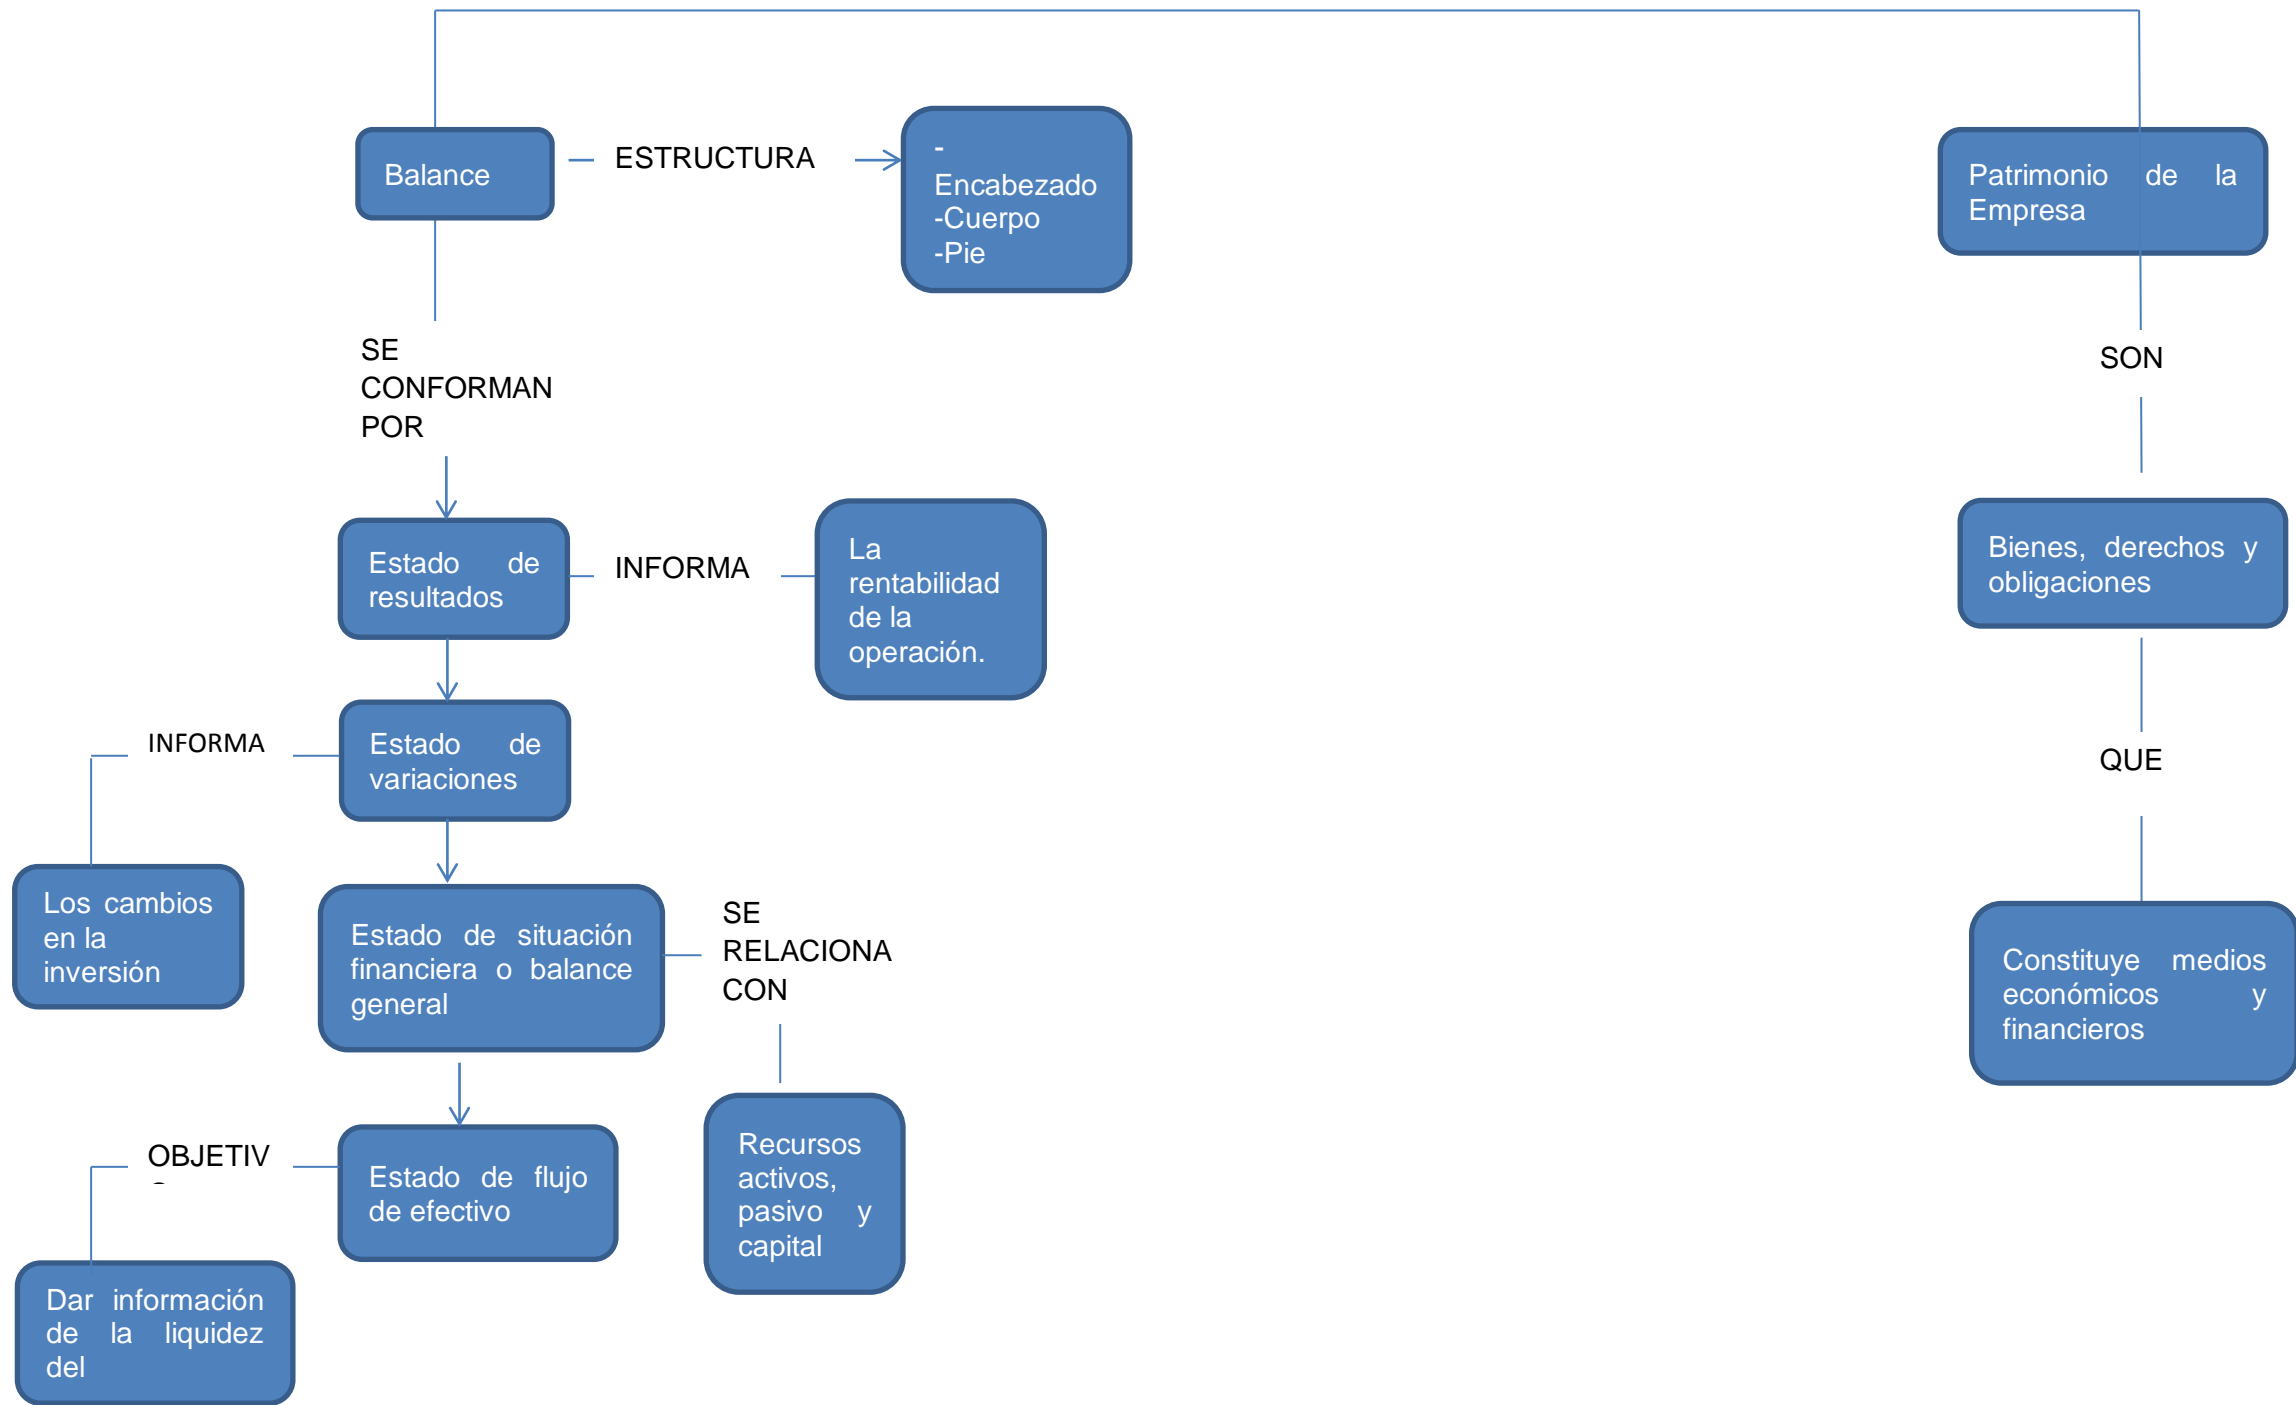 Balance
ESTRUCTURA
-
Encabezado
-Cuerpo
-Pie
Patrimonio de la
Empresa
SE
CONFORMAN
POR
SON
Estado de
resultados
INFORMA
La
rentabilidad
de la
operación.
Bienes, derechos y
obligaciones
INFORMA
Estado de
variaciones
QUE
Los cambios
en la
inversión
Estado de situación
financiera o balance
general
SE
RELACIONA
CON
Constituye medios
económicos y
financieros
OBJETIV
Estado de flujo
de efectivo
Recursos
activos,
pasivo y
capital
Dar información
de la liquidez
del